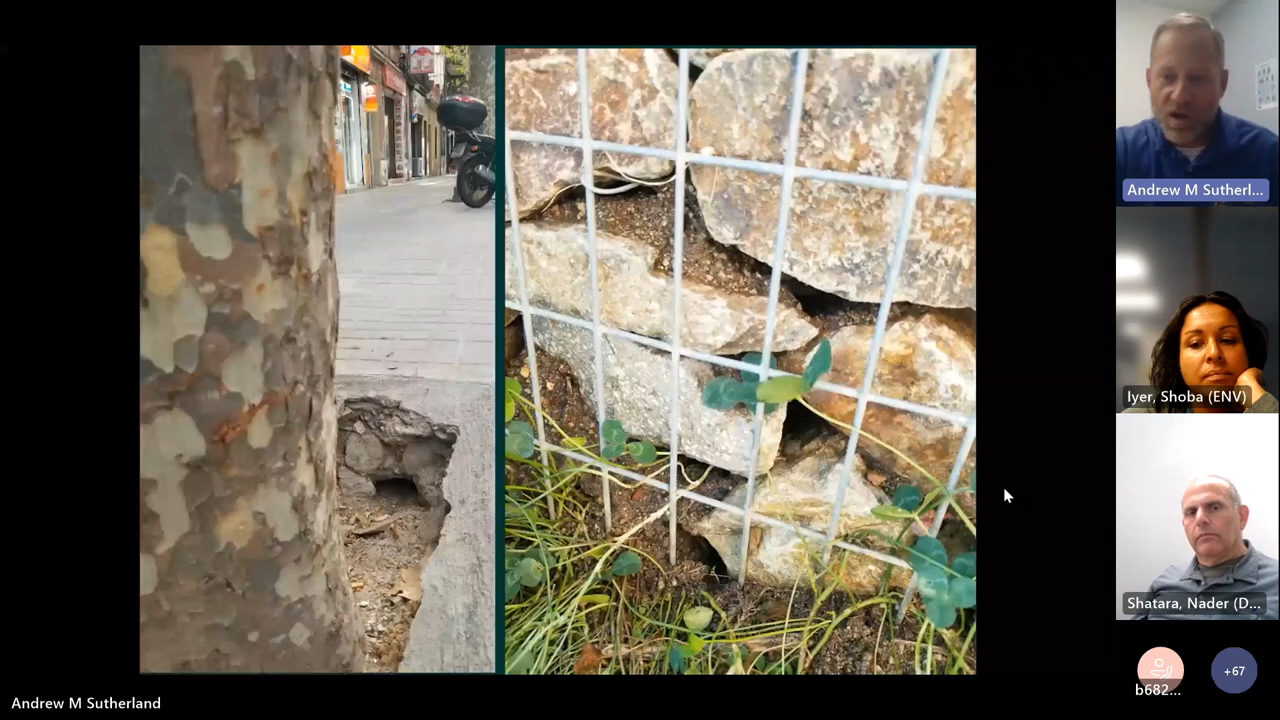 Andrew M Sutherl...
Iyer, Shoba (ENV)
Shatara, Nader (D...
b682...
+67
Andrew M Sutherland